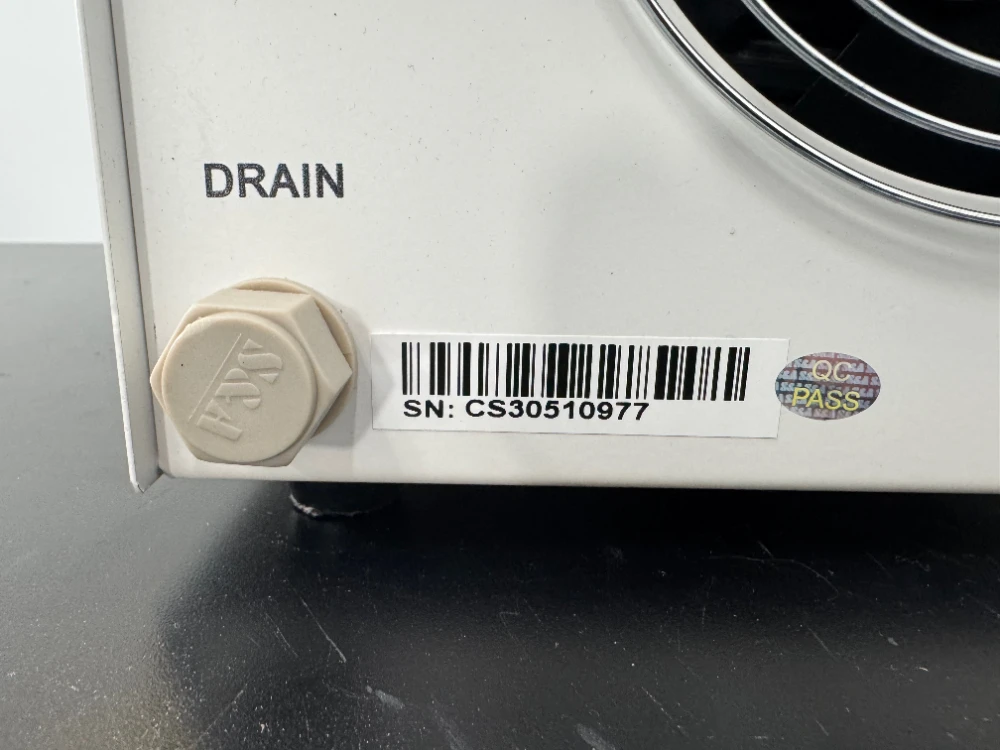 DRAIN
SN: CS30510977
QC
PASS